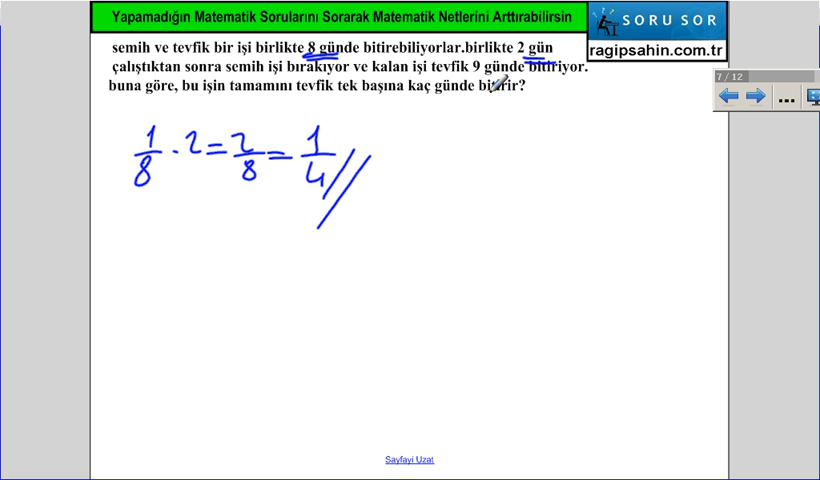 Yapamadığın Matematik Sorularını Sorarak Matematik Netlerini Arttırabilirsin
SORU SOR
ragipsahin.com.tr
semih ve tevfik bir işi birlikte 8 günde bitirebiliyorlar.birlikte 2 gün
çalıştıktan sonra semih işi bırakıyor ve kalan işi tevfik 9 günde bitiriyor.
buna göre, bu işin tamamını tevfik tek başına kaç günde bitirir?
7 / 12
...
1/8 . 2 = 2/8 = 1/4 //
Sayfayi Uzat